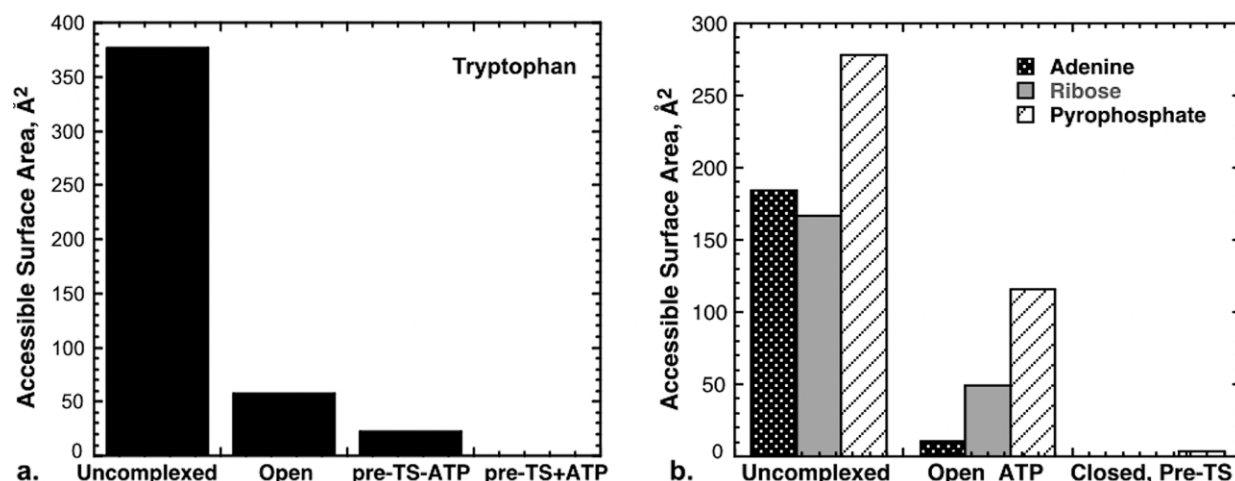 400
350
300
250
200
150
100
50
0
Accessible Surface Area, Å²
Tryptophan
Uncomplexed Open pre-TS-ATP pre-TS+ATP
a.
300
250
200
150
100
50
0
Accessible Surface Area, Å²
Adenine
Ribose
Pyrophosphate
Uncomplexed Open ATP Closed, Pre-TS
b.